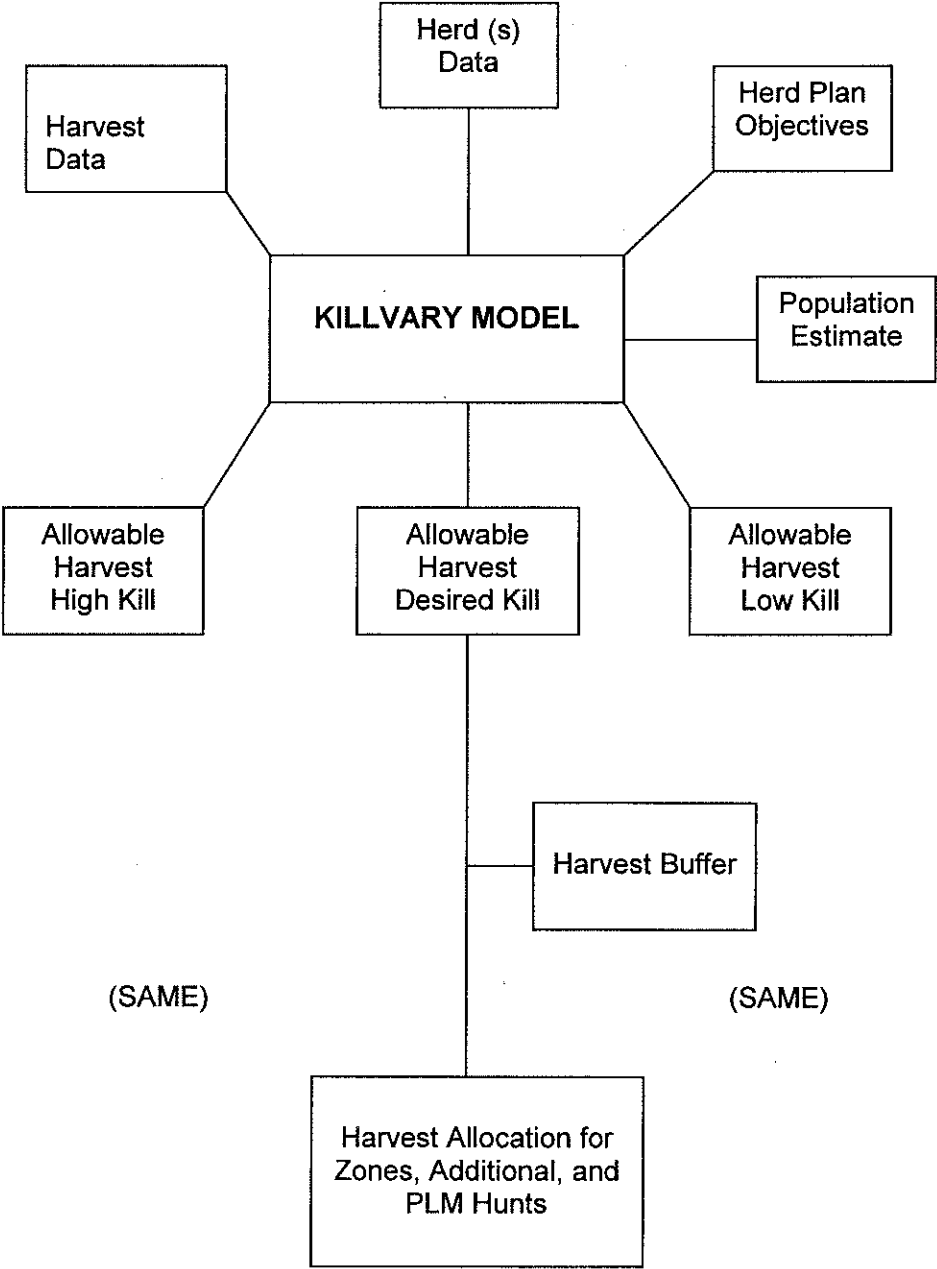 Herd (s)
Data
Harvest
Data
Herd Plan
Objectives
KILLVARY MODEL
Population
Estimate
Allowable
Harvest
High Kill
Allowable
Harvest
Desired Kill
Allowable
Harvest
Low Kill
Harvest Buffer
(SAME)
(SAME)
Harvest Allocation for
Zones, Additional, and
PLM Hunts